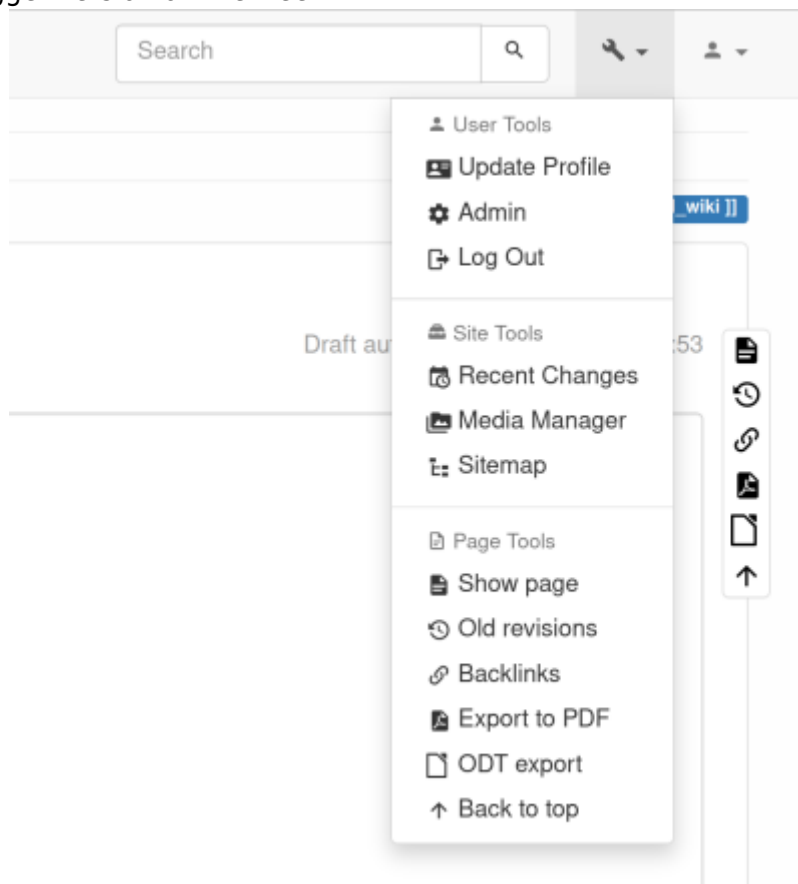 Search
User Tools
Update Profile
Admin
_wiki ]]
Log Out
Site Tools
Draft au
:53
Recent Changes
Media Manager
Sitemap
Page Tools
Show page
Old revisions
Backlinks
Export to PDF
ODT export
Back to top